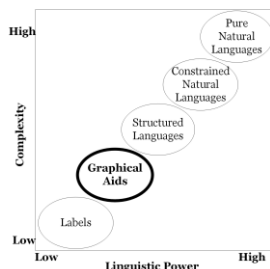 High
Pure
Natural
Languages
Constrained
Natural
Languages
Structured
Languages
Complexity
Graphical
Aids
Labels
Low
Low
High
Linguistic Power